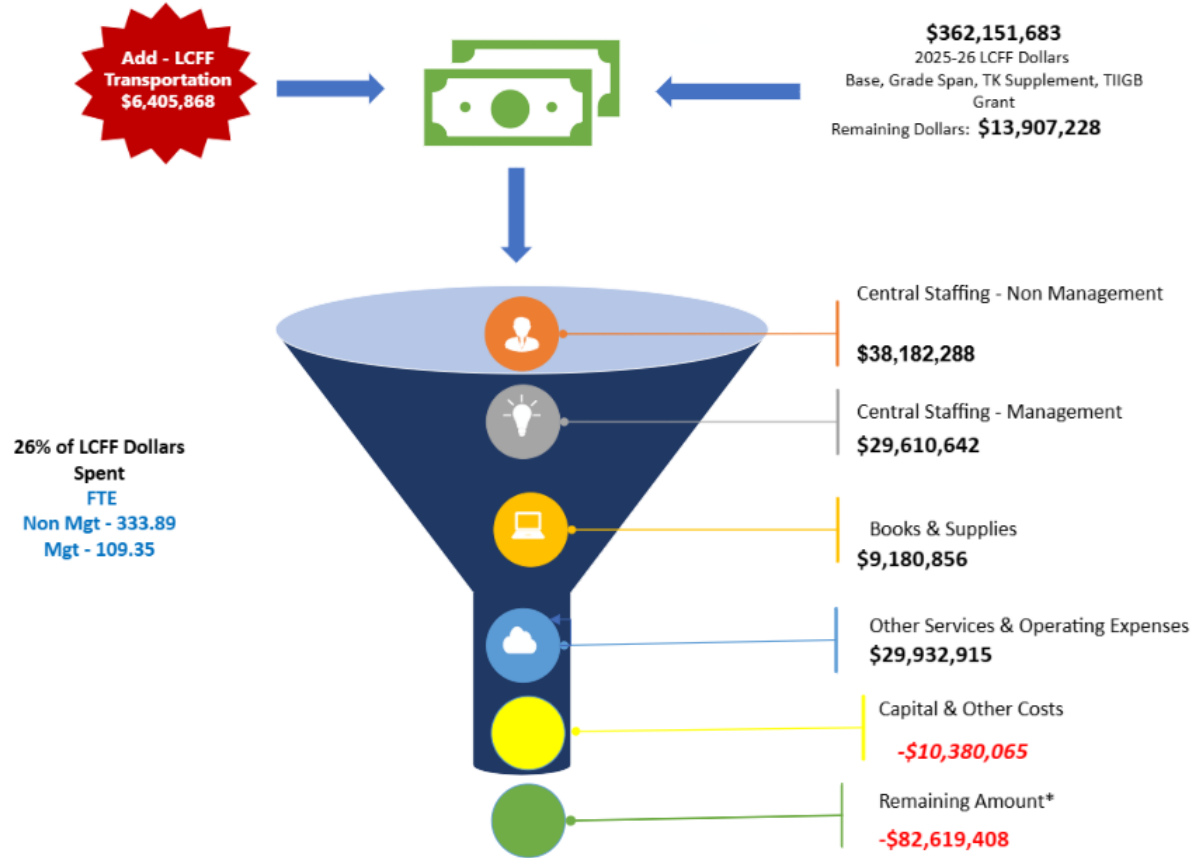 Add - LCFF
Transportation
$6,405,868
$362,151,683
2025-26 LCFF Dollars
Base, Grade Span, TK Supplement, TIIGB
Grant
Remaining Dollars: $13,907,228
Central Staffing - Non Management
$38,182,288
Central Staffing - Management
$29,610,642
26% of LCFF Dollars
Spent
FTE
Non Mgt - 333.89
Mgt - 109.35
Books & Supplies
$9,180,856
Other Services & Operating Expenses
$29,932,915
Capital & Other Costs
-$10,380,065
Remaining Amount*
-$82,619,408